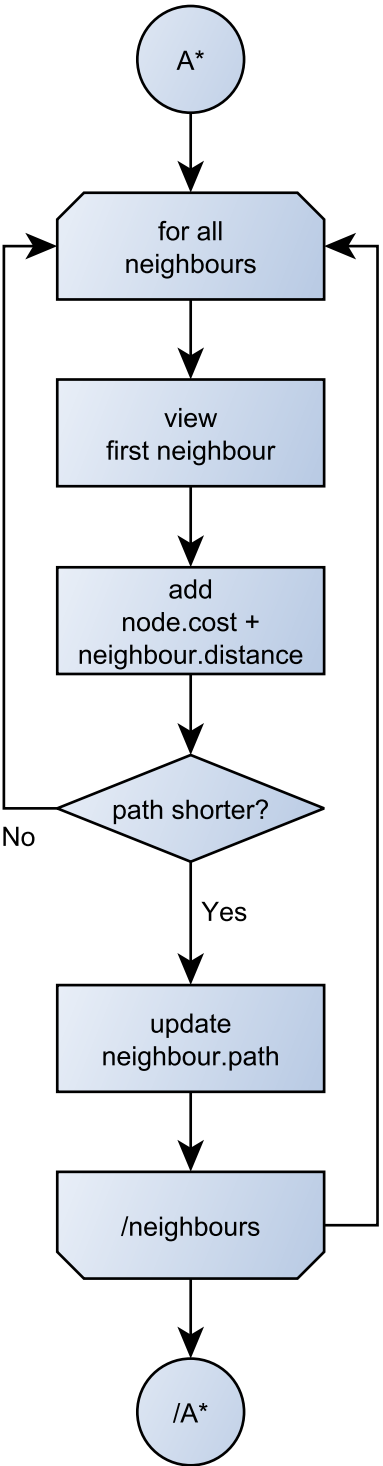 A*
for all
neighbours
view
first neighbour
add
node.cost +
neighbour.distance
path shorter?
No
Yes
update
neighbour.path
/neighbours
/A*